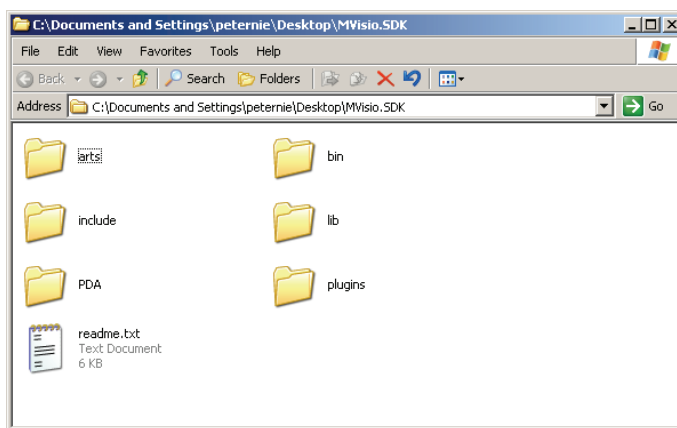 C:\Documents and Settings\peternie\Desktop\MVisio.SDK
File Edit View Favorites Tools Help
Back Search Folders
Address C:\Documents and Settings\peternie\Desktop\MVisio.SDK Go
arts bin
include lib
PDA plugins
readme.txt
Text Document
6 KB